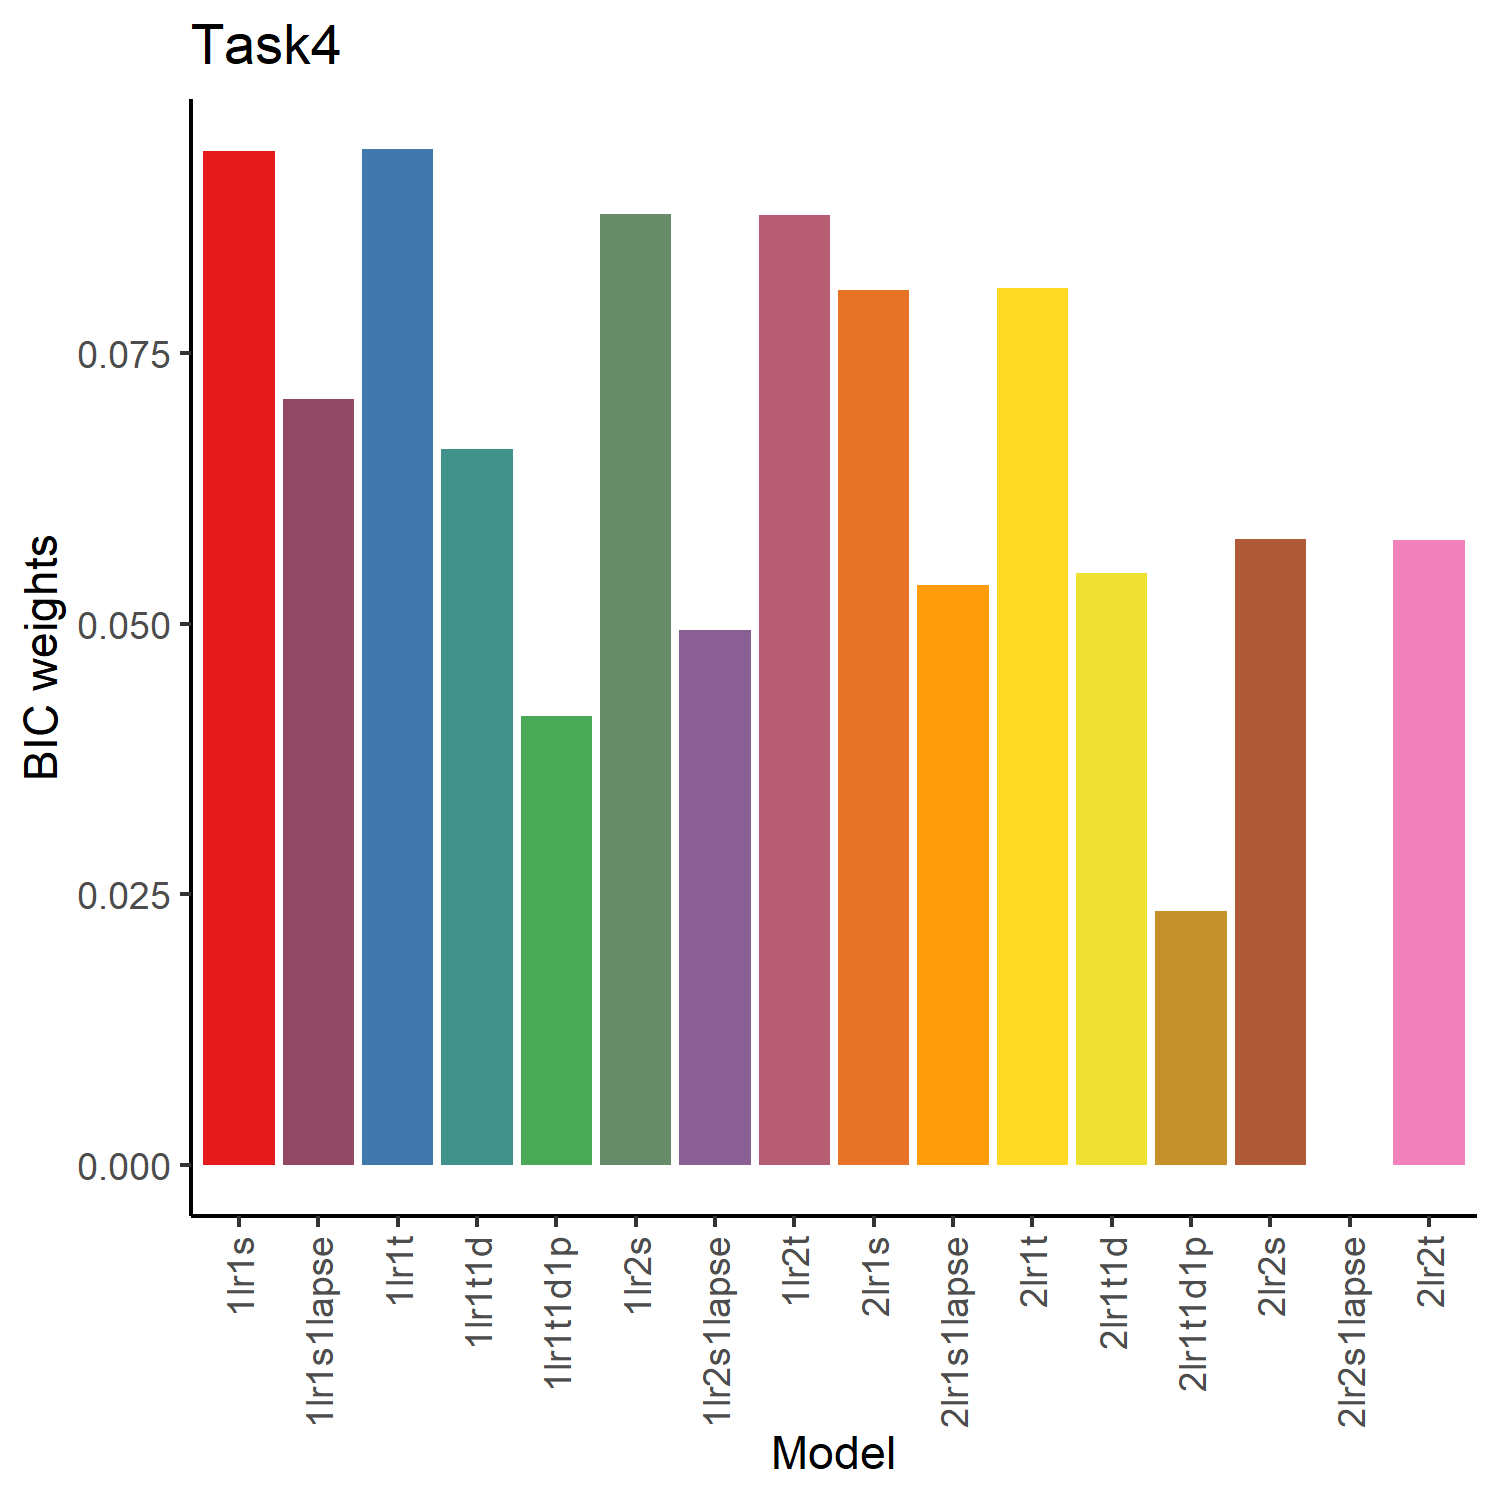 Task4
BIC weights
0.075
0.050
0.025
0.000
1lr1s
1lr1s1lapse
1lr1t
1lr1t1d
1lr1t1d1p
1lr2s
1lr2s1lapse
1lr2t
2lr1s
2lr1s1lapse
2lr1t
2lr1t1d
2lr1t1d1p
2lr2s
2lr2s1lapse
2lr2t
Model